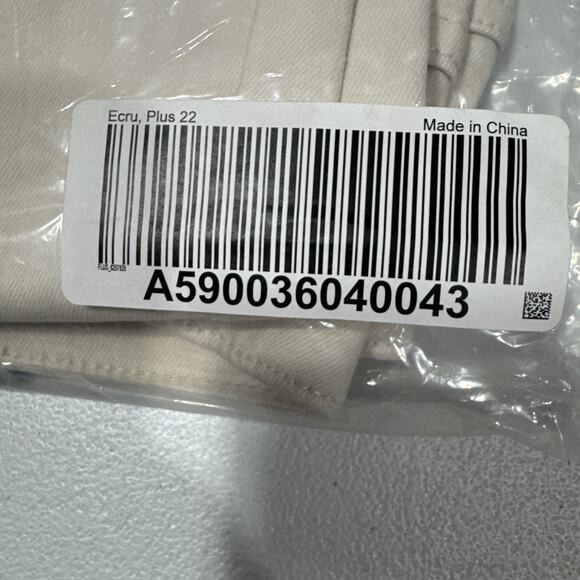 Ecru, Plus 22
Made in China
A590036040043